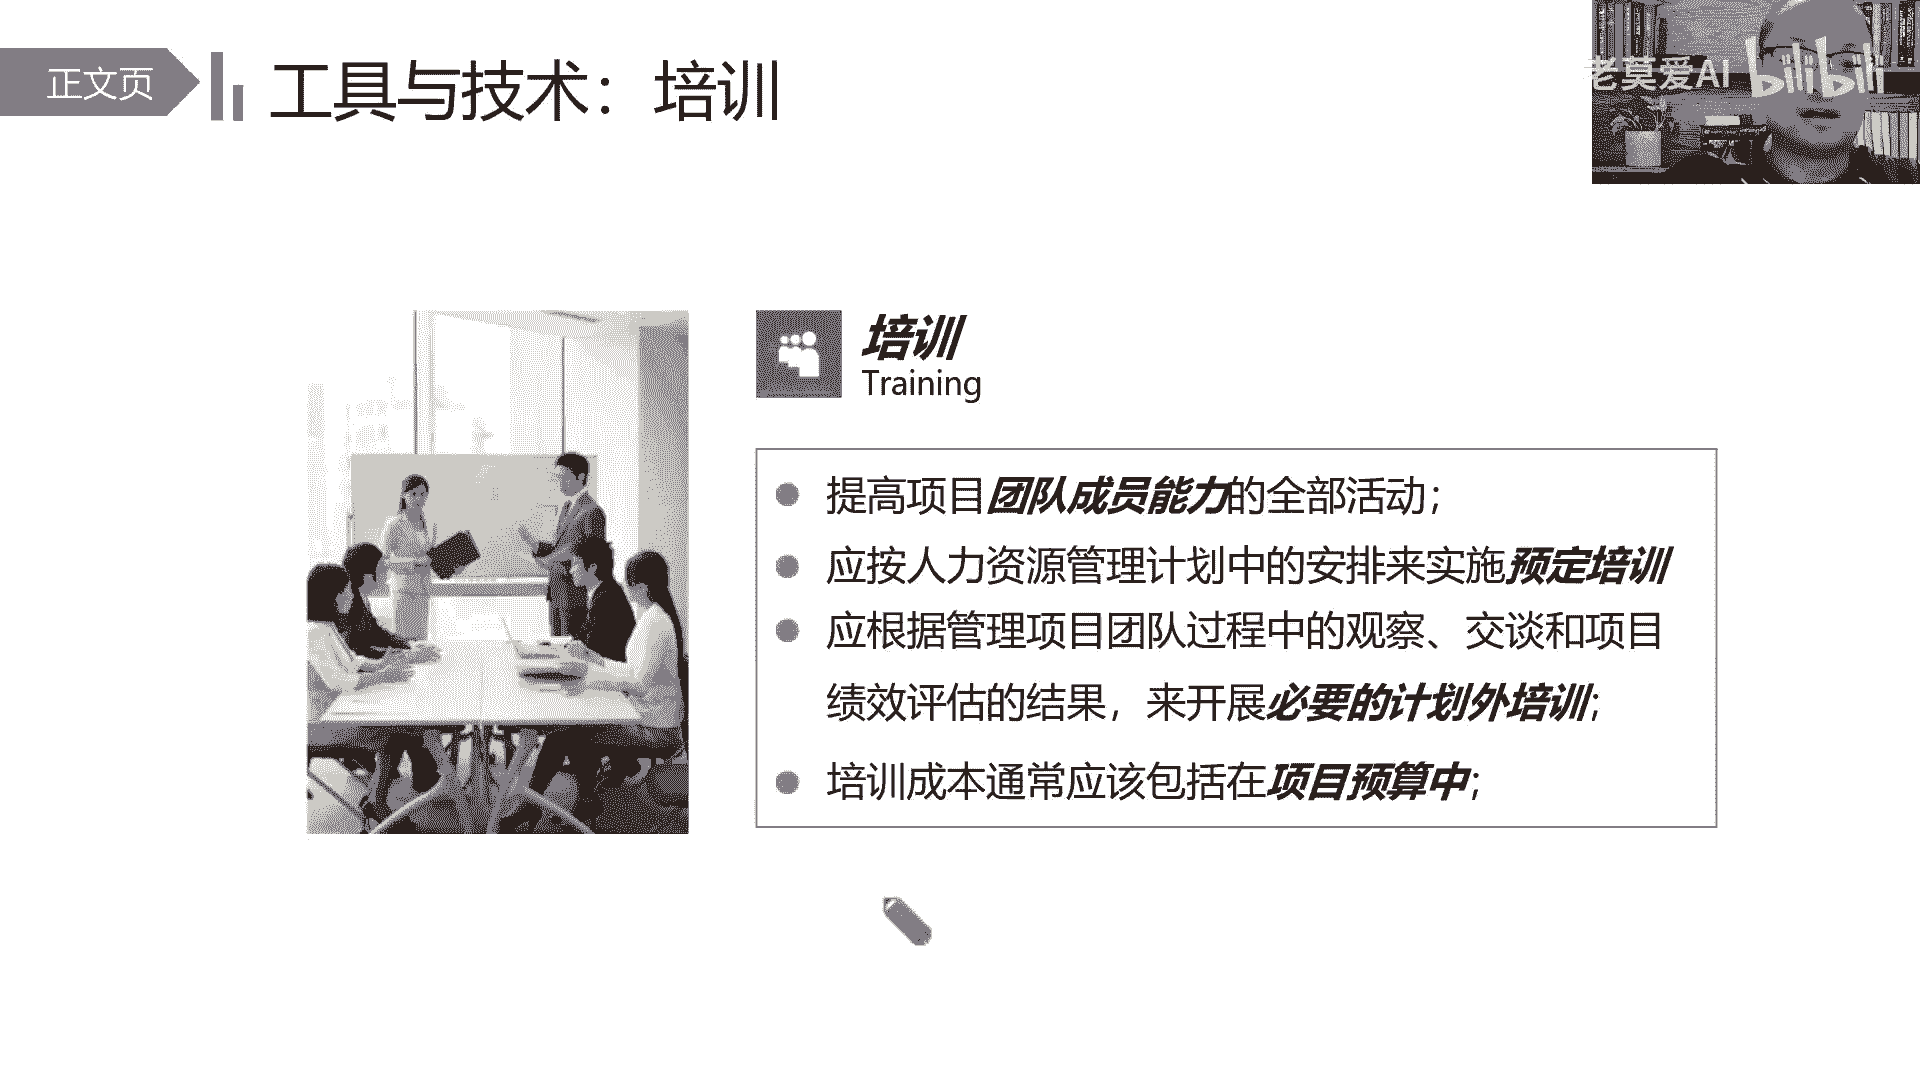 正文页
工具与技术：培训
老莫爱AI bilibili
培训
Training
提高项目团队成员能力的全部活动；
应按人力资源管理计划中的安排来实施预定培训
应根据管理项目团队过程中的观察、交谈和项目
绩效评估的结果，来开展必要的计划外培训；
培训成本通常应该包括在项目预算中；